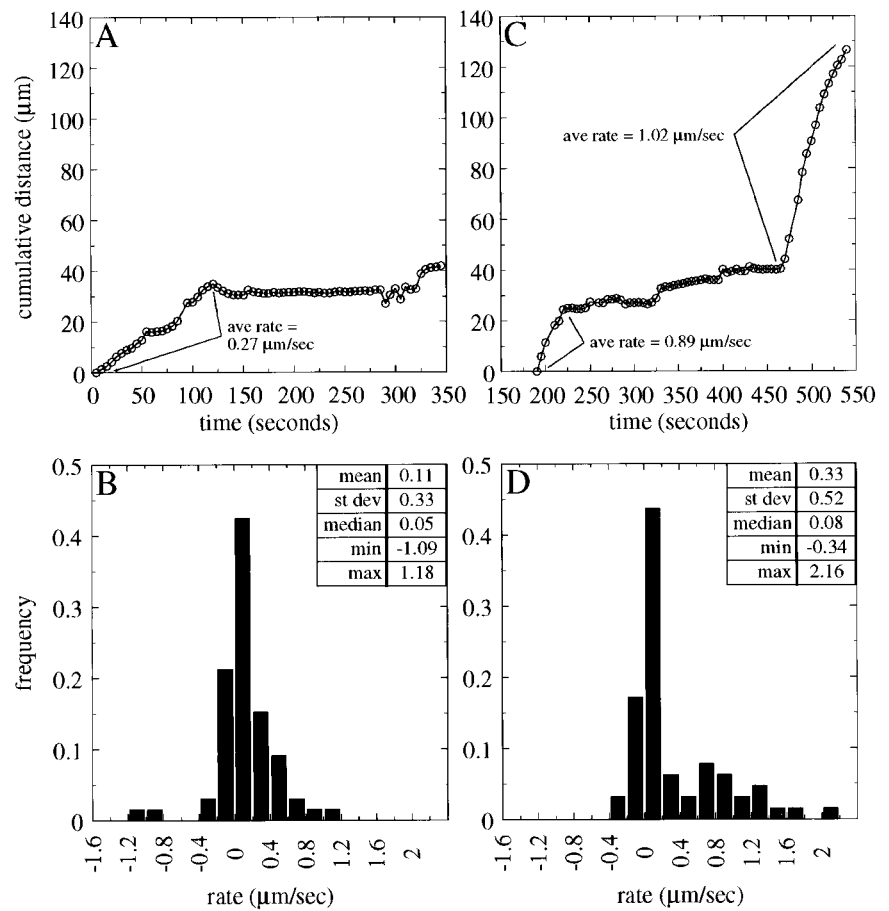 A
140
120
100
80
60
40
20
0
cumulative distance (µm)
ave rate =
0.27 µm/sec
0 50 100 150 200 250 300 350
time (seconds)
C
140
120
100
80
60
40
20
0
ave rate = 1.02 µm/sec
ave rate = 0.89 µm/sec
150 200 250 300 350 400 450 500 550
time (seconds)
B
0.5
0.4
0.3
0.2
0.1
0
frequency
mean 0.11
st dev 0.33
median 0.05
min -1.09
max 1.18
-1.6 -1.2 -0.8 -0.4 0 0.4 0.8 1.2 1.6 2
rate (µm/sec)
D
0.5
0.4
0.3
0.2
0.1
0
mean 0.33
st dev 0.52
median 0.08
min -0.34
max 2.16
-1.6 -1.2 -0.8 -0.4 0 0.4 0.8 1.2 1.6 2
rate (µm/sec)